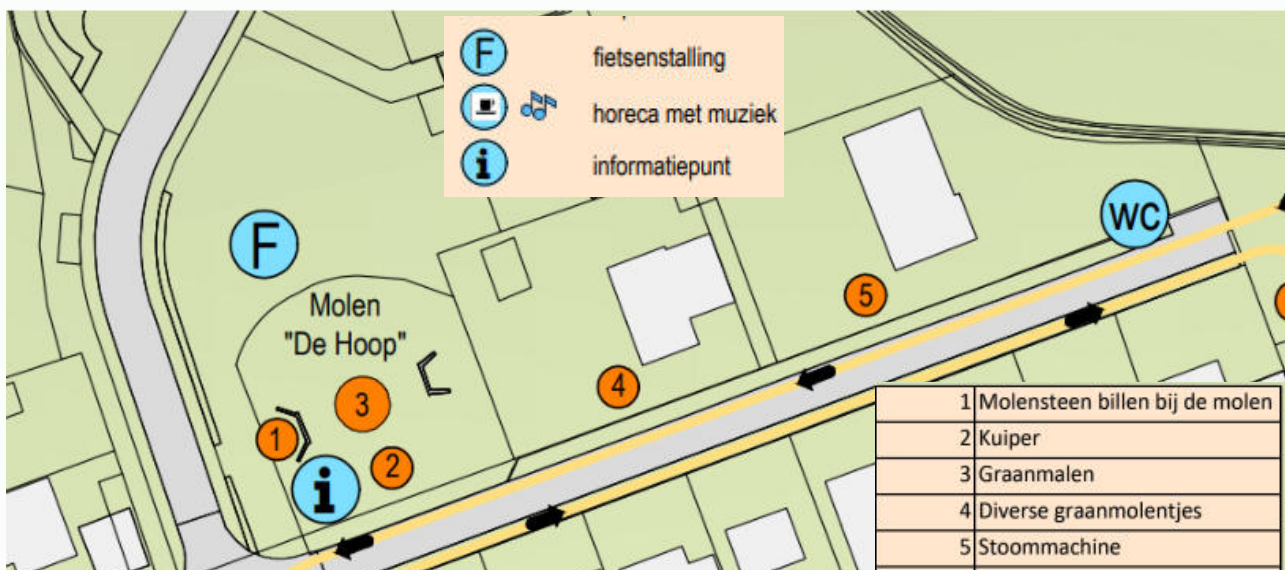 F fietsenstalling
horeca met muziek
i informatiepunt
WC
F
Molen
"De Hoop"
5
4
3
1
2
i
1 Molensteen billen bij de molen
2 Kuiper
3 Graanmalen
4 Diverse graanmolentjes
5 Stoommachine